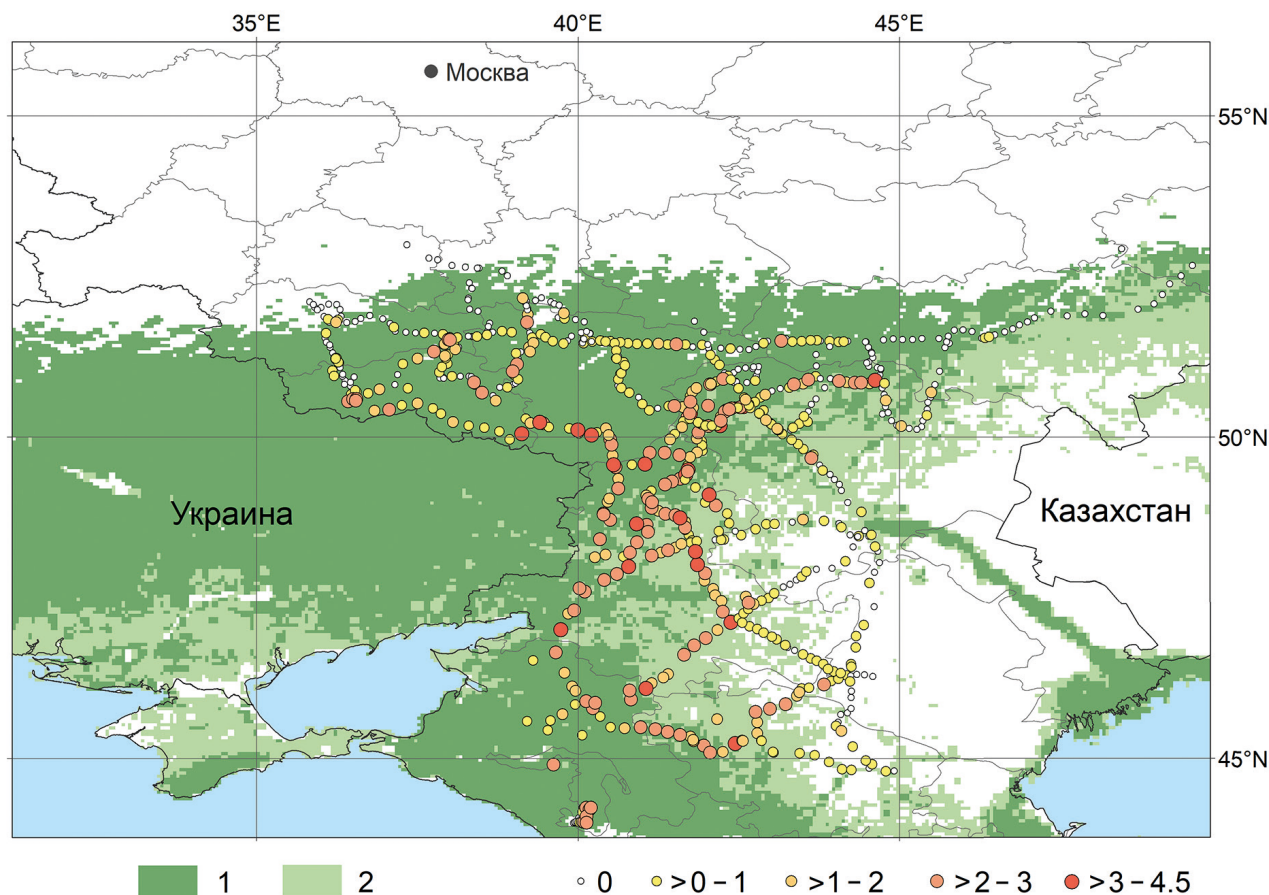 35°E 40°E 45°E
Москва
55°N
50°N
Украина
Казахстан
45°N
1 2 0 >0 – 1 >1 – 2 >2 – 3 >3 – 4.5